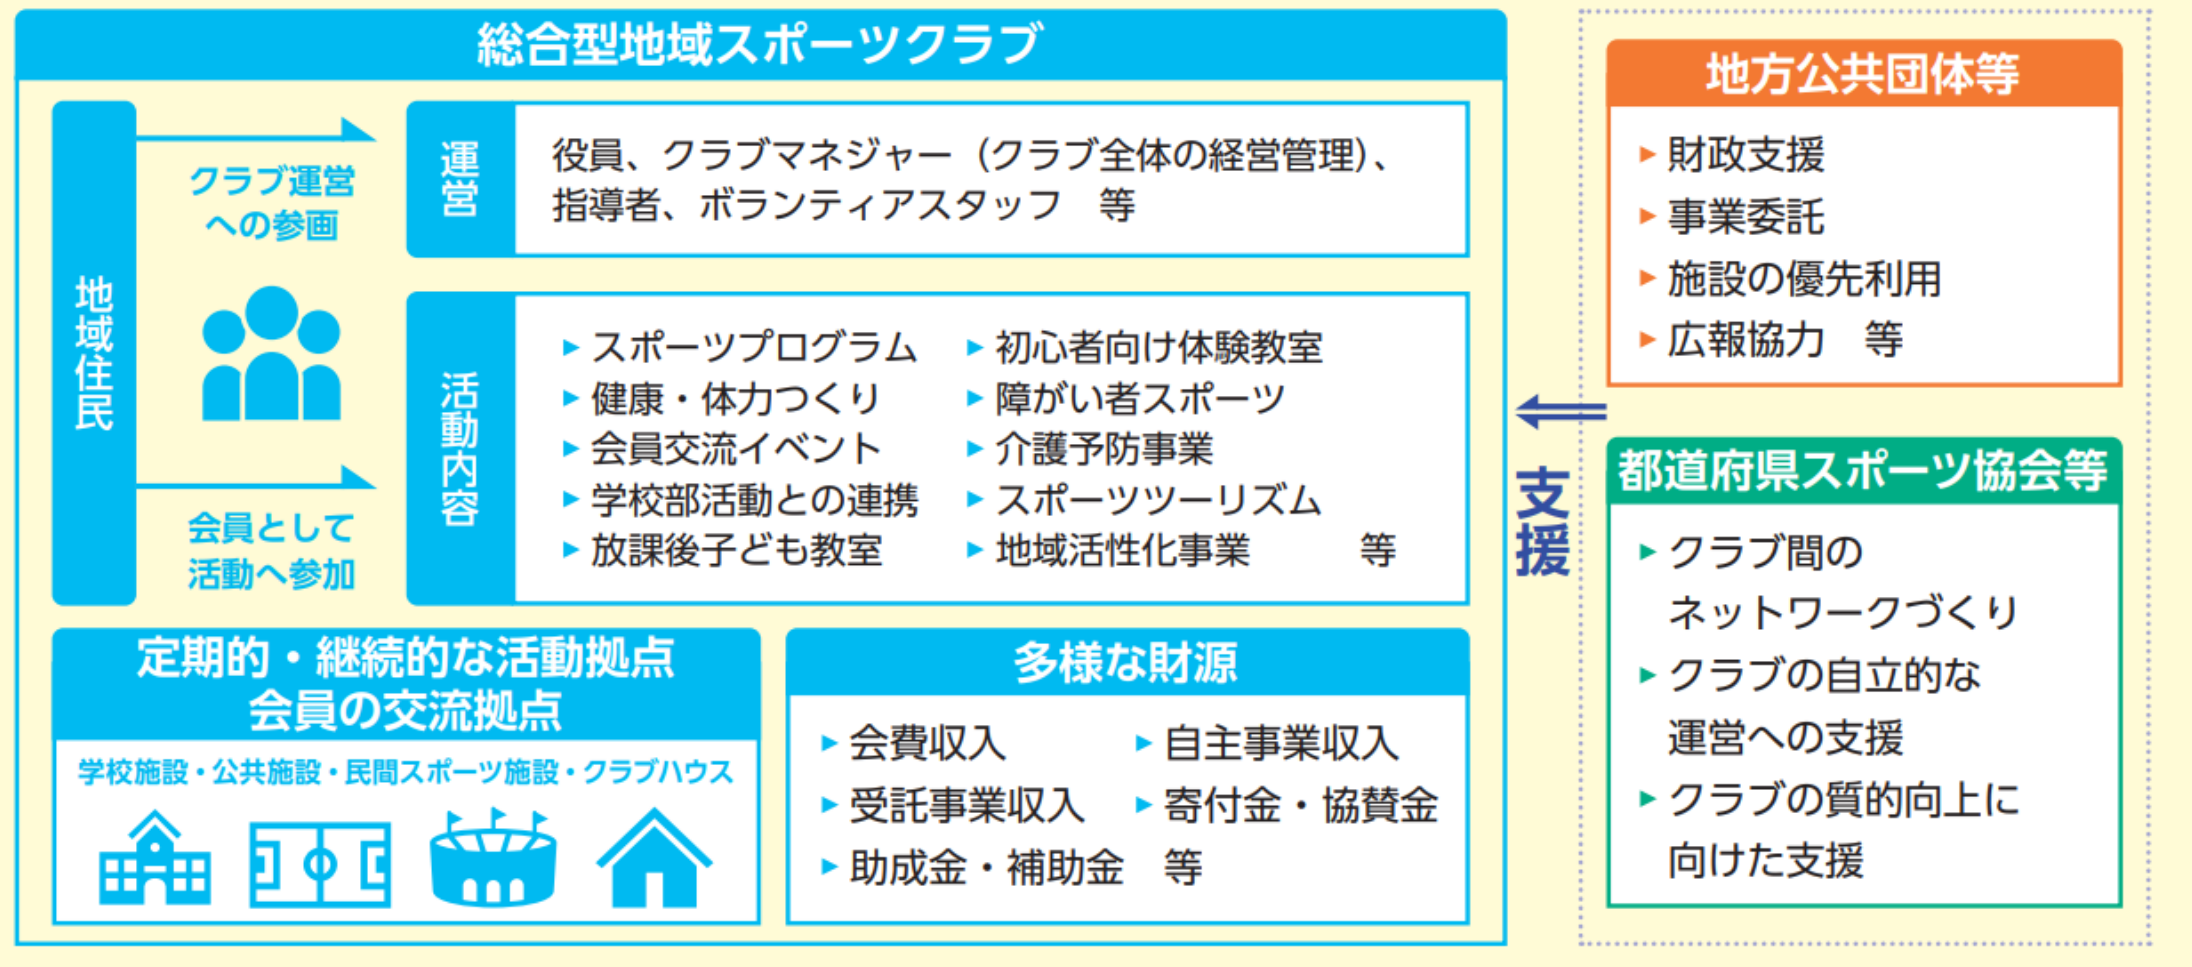 総合型地域スポーツクラブ
地域住民
クラブ運営
への参画
会員として
活動へ参加
運営
役員、クラブマネジャー（クラブ全体の経営管理）、
指導者、ボランティアスタッフ　等
活動内容
▶スポーツプログラム
▶健康・体力つくり
▶会員交流イベント
▶学校部活動との連携
▶放課後子ども教室
▶初心者向け体験教室
▶障がい者スポーツ
▶介護予防事業
▶スポーツツーリズム
▶地域活性化事業　　　等
定期的・継続的な活動拠点
会員の交流拠点
学校施設・公共施設・民間スポーツ施設・クラブハウス
多様な財源
▶会費収入
▶受託事業収入
▶助成金・補助金　等
▶自主事業収入
▶寄付金・協賛金
支援
地方公共団体等
▶財政支援
▶事業委託
▶施設の優先利用
▶広報協力　等
都道府県スポーツ協会等
▶クラブ間の
ネットワークづくり
▶クラブの自立的な
運営への支援
▶クラブの質的向上に
向けた支援